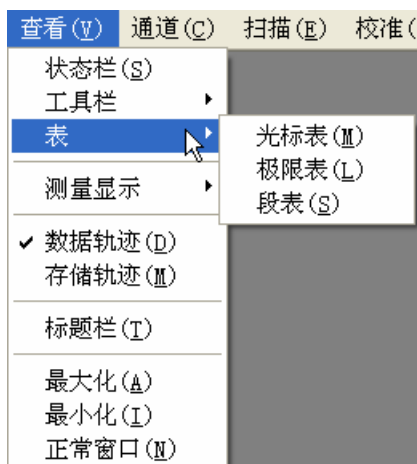 查看(V) 通道(C) 扫描(E) 校准(
状态栏(S)
工具栏
表
光标表(M)
极限表(L)
段表(S)
测量显示
数据轨迹(D)
存储轨迹(M)
标题栏(T)
最大化(A)
最小化(I)
正常窗口(N)